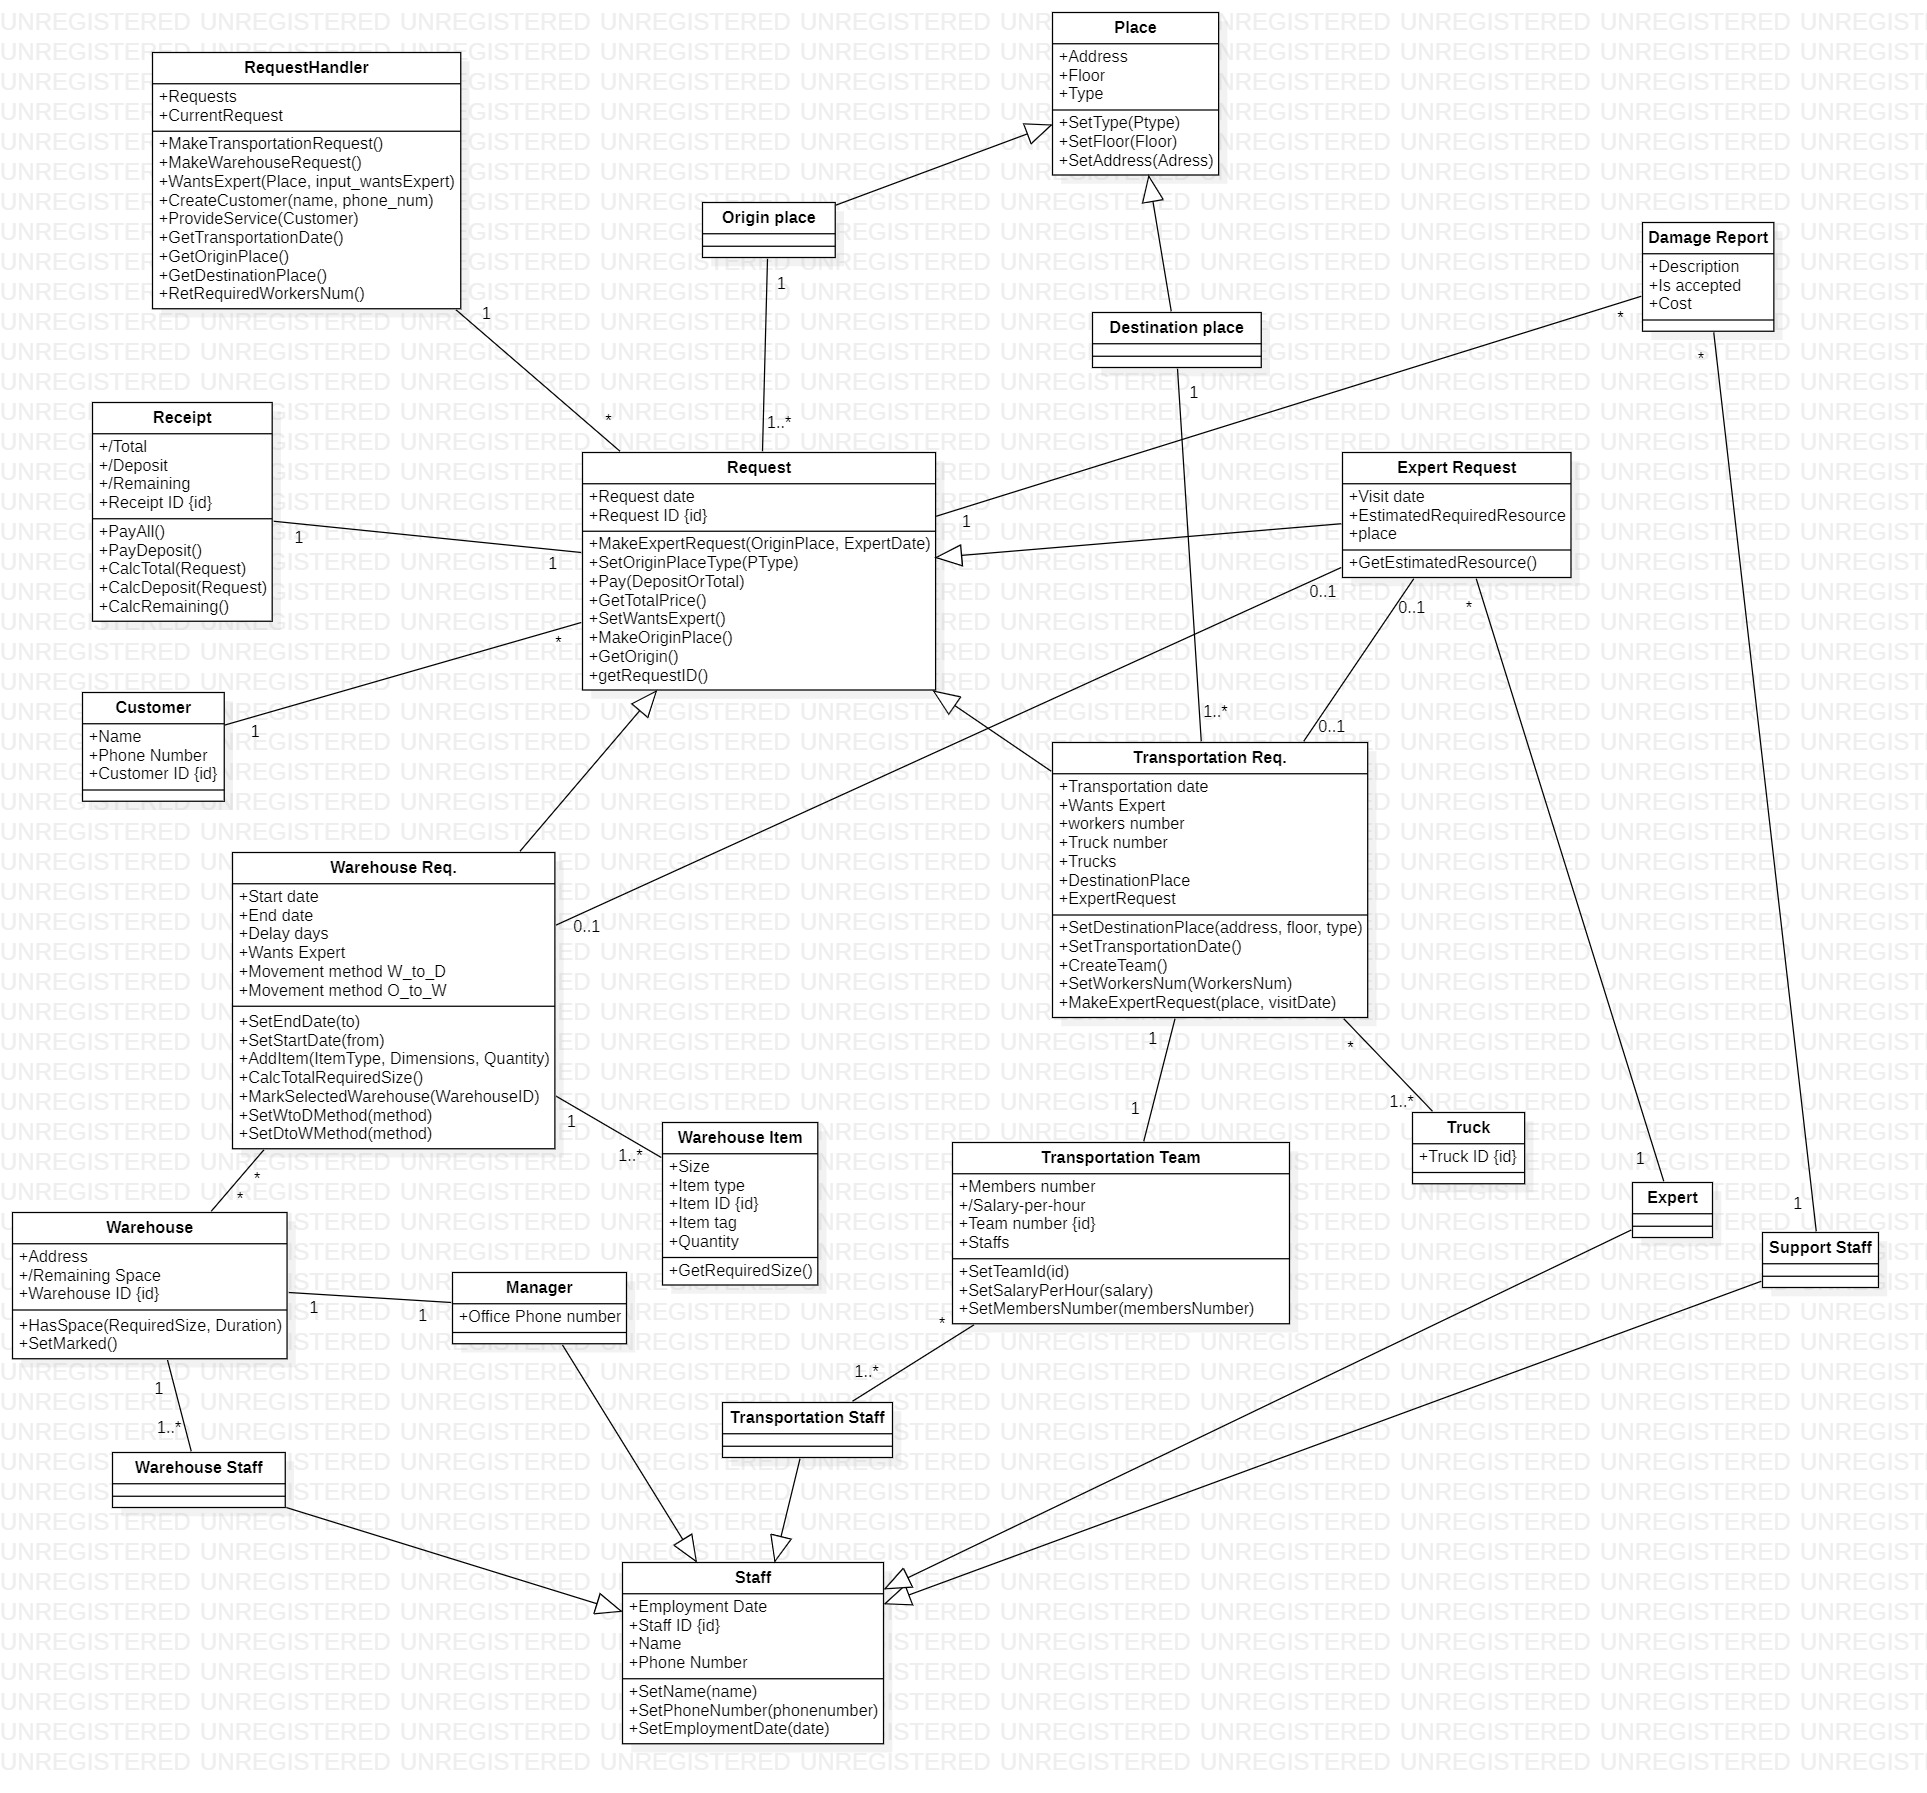 Place
+Address
+Floor
+Type
+SetType(Ptype)
+SetFloor(Floor)
+SetAddress(Adress)
RequestHandler
+Requests
+CurrentRequest
+MakeTransportationRequest()
+MakeWarehouseRequest()
+WantsExpert(Place, input_wantsExpert)
+CreateCustomer(name, phone_num)
+ProvideService(Customer)
+GetTransportationDate()
+GetOriginPlace()
+GetDestinationPlace()
+RetRequiredWorkersNum()
1
*
Origin place
1
1..*
Destination place
1
1..*
Damage Report
+Description
+Is accepted
+Cost
*
*
1
1
Receipt
+/Total
+/Deposit
+/Remaining
+Receipt ID {id}
+PayAll()
+PayDeposit()
+CalcTotal(Request)
+CalcDeposit(Request)
+CalcRemaining()
1
1
Request
+Request date
+Request ID {id}
+MakeExpertRequest(OriginPlace, ExpertDate)
+SetOriginPlaceType(PType)
+Pay(DepositOrTotal)
+GetTotalPrice()
+SetWantsExpert()
+MakeOriginPlace()
+GetOrigin()
+getRequestID()
Expert Request
+Visit date
+EstimatedRequiredResource
+place
+GetEstimatedResource()
0..1
0..1
*
0..1
0..1
1
Customer
+Name
+Phone Number
+Customer ID {id}
1
*
Transportation Req.
+Transportation date
+Wants Expert
+workers number
+Truck number
+Trucks
+DestinationPlace
+ExpertRequest
+SetDestinationPlace(address, floor, type)
+SetTransportationDate()
+CreateTeam()
+SetWorkersNum(WorkersNum)
+MakeExpertRequest(place, visitDate)
1
1
*
1..*
Warehouse Req.
+Start date
+End date
+Delay days
+Wants Expert
+Movement method W_to_D
+Movement method O_to_W
+SetEndDate(to)
+SetStartDate(from)
+AddItem(ItemType, Dimensions, Quantity)
+CalcTotalRequiredSize()
+MarkSelectedWarehouse(WarehouseID)
+SetWtoDMethod(method)
+SetDtoWMethod(method)
1
1..*
*
*
Warehouse Item
+Size
+Item type
+Item ID {id}
+Item tag
+Quantity
+GetRequiredSize()
Transportation Team
+Members number
+/Salary-per-hour
+Team number {id}
+Staffs
+SetTeamId(id)
+SetSalaryPerHour(salary)
+SetMembersNumber(membersNumber)
*
1..*
Truck
+Truck ID {id}
Expert
Support Staff
Warehouse
+Address
+/Remaining Space
+Warehouse ID {id}
+HasSpace(RequiredSize, Duration)
+SetMarked()
1
1
1
1..*
Manager
+Office Phone number
Transportation Staff
Warehouse Staff
Staff
+Employment Date
+Staff ID {id}
+Name
+Phone Number
+SetName(name)
+SetPhoneNumber(phonenumber)
+SetEmploymentDate(date)
UNREGISTERED